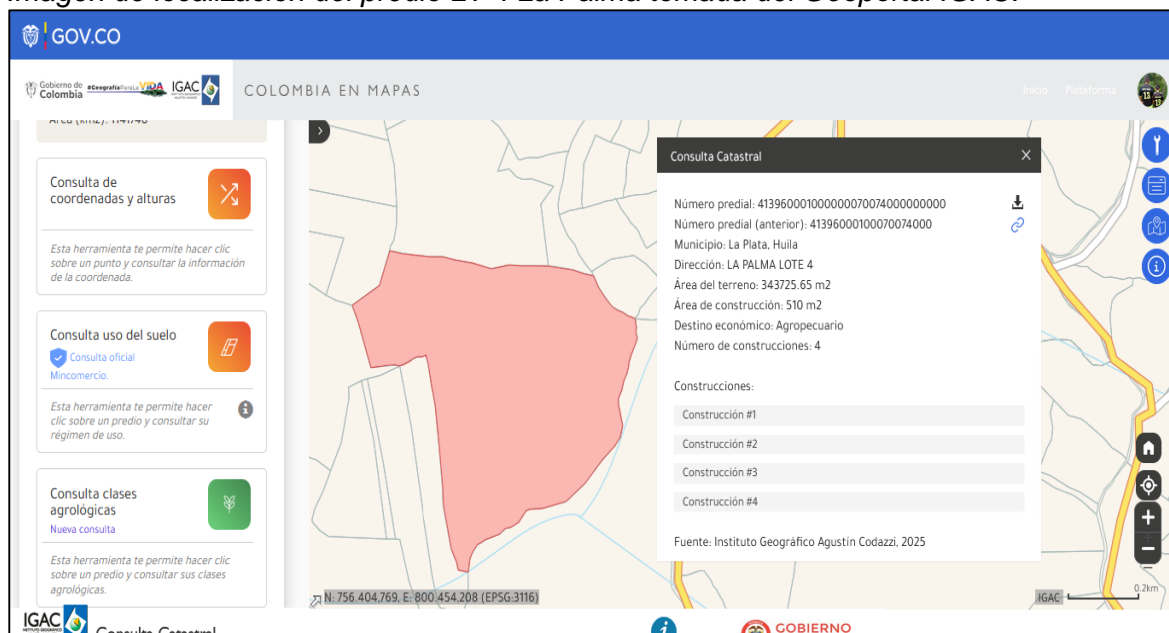 GOV.CO
Gobierno de Colombia
#GeografíaParaLa VIDA
IGAC
COLOMBIA EN MAPAS
Inicio Plataforma
Consulta de
coordenadas y alturas
Esta herramienta te permite hacer clic
sobre un punto y consultar la información
de la coordenada.
Consulta uso del suelo
Consulta oficial
Mincomercio.
Esta herramienta te permite hacer
clic sobre un predio y consultar su
régimen de uso.
Consulta clases
agrológicas
Nueva consulta
Esta herramienta te permite hacer clic
sobre un predio y consultar sus clases
agrológicas.
Consulta Catastral
Número predial: 413960001000000070074000000000
Número predial (anterior): 41396000100070074000
Municipio: La Plata, Huila
Dirección: LA PALMA LOTE 4
Área del terreno: 343725.65 m2
Área de construcción: 510 m2
Destino económico: Agropecuario
Número de construcciones: 4
Construcciones:
Construcción #1
Construcción #2
Construcción #3
Construcción #4
Fuente: Instituto Geográfico Agustín Codazzi, 2025
N: 756.404,769, E: 800.454,208 (EPSG:3116)
IGAC
0.2km
IGAC
Consulta Catastral
GOBIERNO